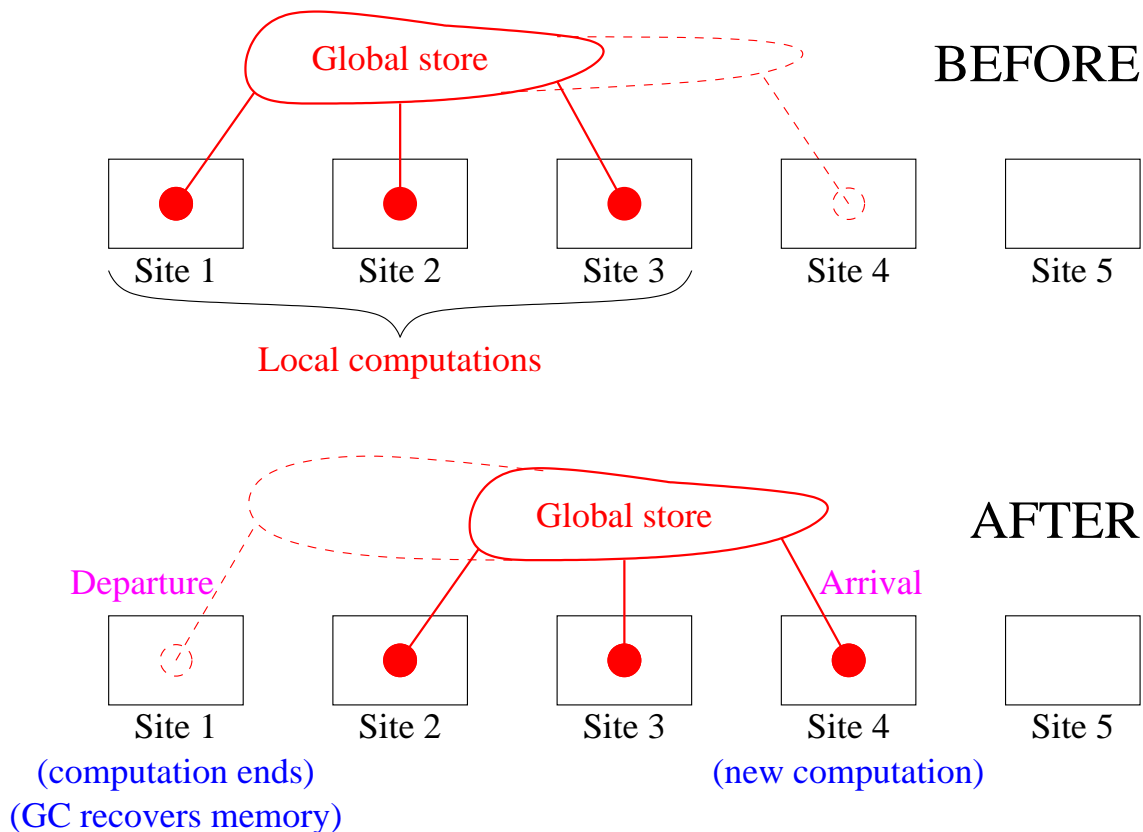 Global store
BEFORE
Site 1
Site 2
Site 3
Site 4
Site 5
Local computations
Global store
AFTER
Departure
Arrival
Site 1
Site 2
Site 3
Site 4
Site 5
(computation ends)
(new computation)
(GC recovers memory)